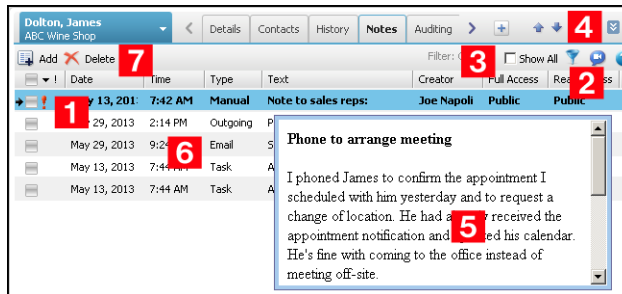 Dolton, James
ABC Wine Shop
Details Contacts History Notes Auditing
4
Add Delete
7
Filter:
3
Show All
! Date Time Type Text Creator Full Access
2
! 1 13, 201 7:42 AM Manual Note to sales reps: Joe Napoli Public Public
29, 2013 2:14 PM Outgoing P
May 29, 2013 9:2 6 Email S
May 13, 2013 7:44 Task A
May 13, 2013 7:44 AM Task A
Phone to arrange meeting
I phoned James to confirm the appointment I
scheduled with him yesterday and to request a
change of location. He had received the
appointment notification and 5 his calendar.
He's fine with coming to the office instead of
meeting off-site.